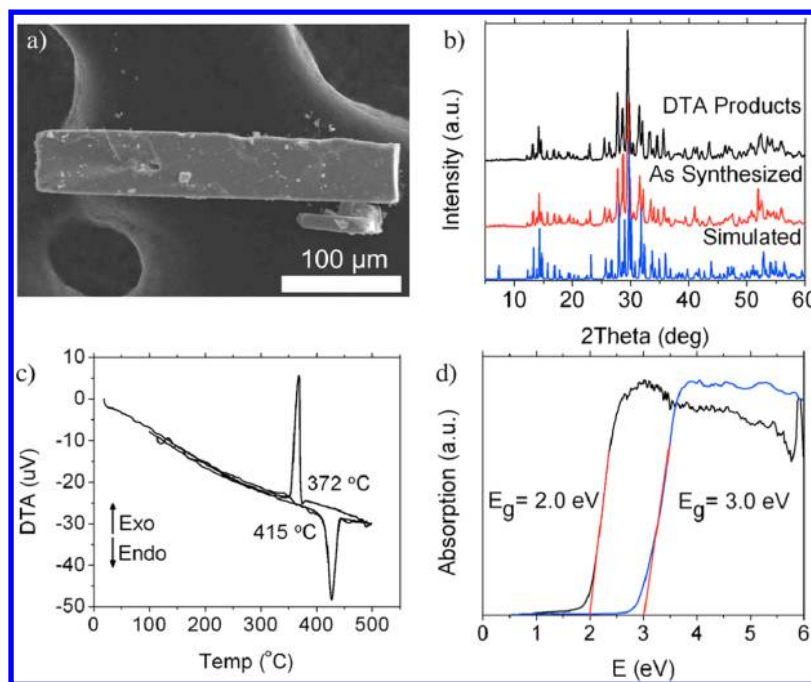 a)
100 µm
b)
Intensity (a.u.)
DTA Products
As Synthesized
Simulated
5 10 20 30 40 50 60
2Theta (deg)
c)
DTA (uV)
10
0
-10
-20
-30
-40
-50
372 °C
415 °C
Exo
Endo
0 100 200 300 400 500
Temp (°C)
d)
Absorption (a.u.)
Eg= 2.0 eV
Eg= 3.0 eV
0 1 2 3 4 5 6
E (eV)